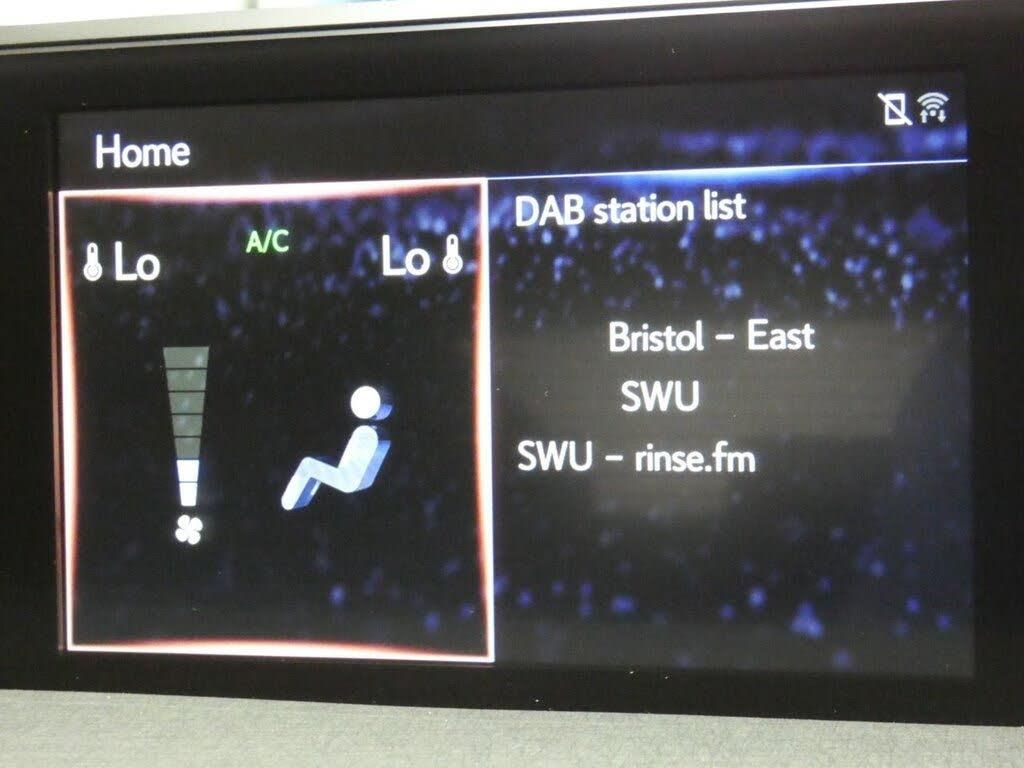 Home
Lo
A/C
Lo
DAB station list
Bristol - East
SWU
SWU - rinse.fm